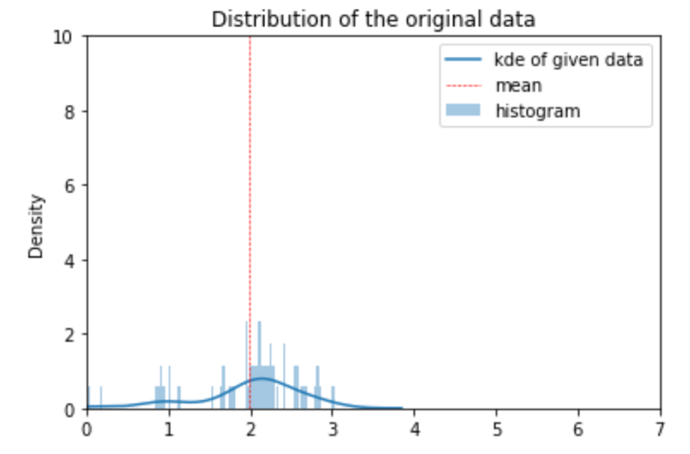 Distribution of the original data
10
8
6
4
2
0
Density
kde of given data
mean
histogram
0 1 2 3 4 5 6 7